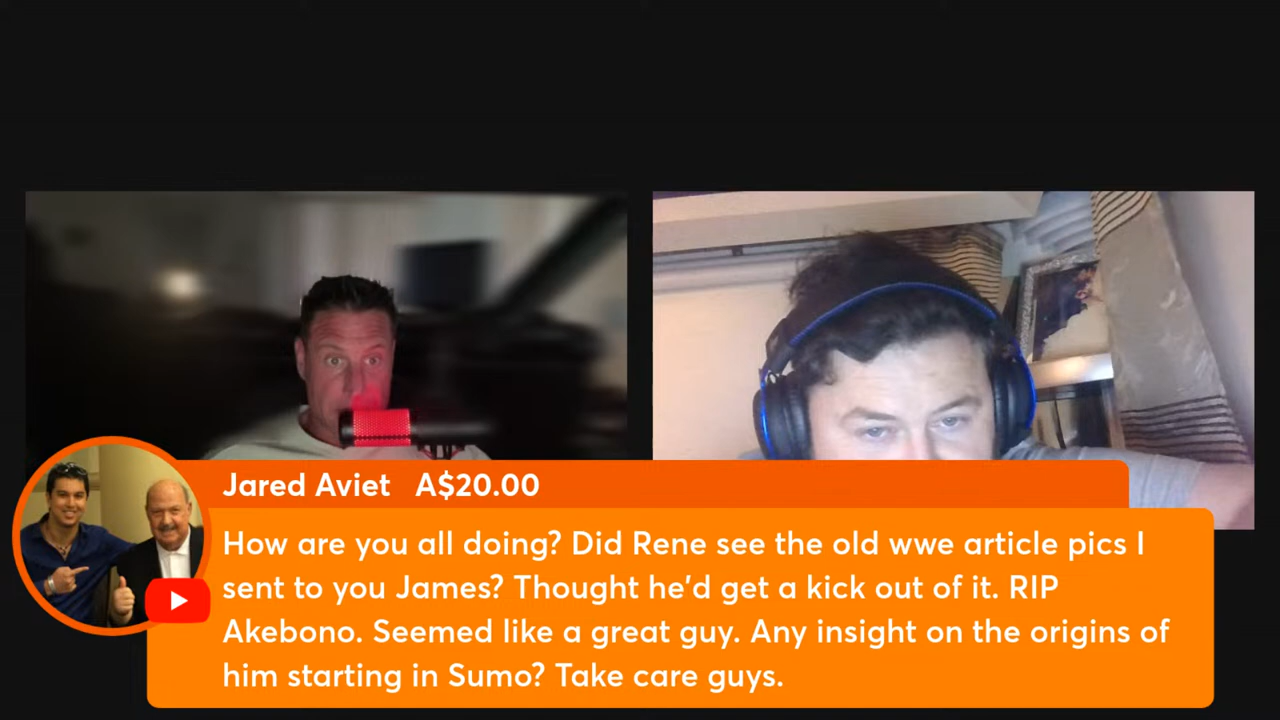 Jared Aviet A$20.00
How are you all doing? Did Rene see the old wwe article pics I
sent to you James? Thought he'd get a kick out of it. RIP
Akebono. Seemed like a great guy. Any insight on the origins of
him starting in Sumo? Take care guys.